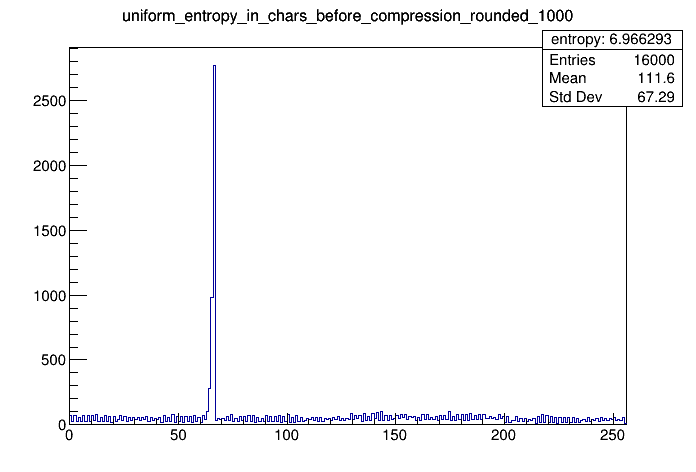 uniform_entropy_in_chars_before_compression_rounded_1000
entropy: 6.966293
Entries 16000
Mean 111.6
Std Dev 67.29
2500
2000
1500
1000
500
0
0 50 100 150 200 250